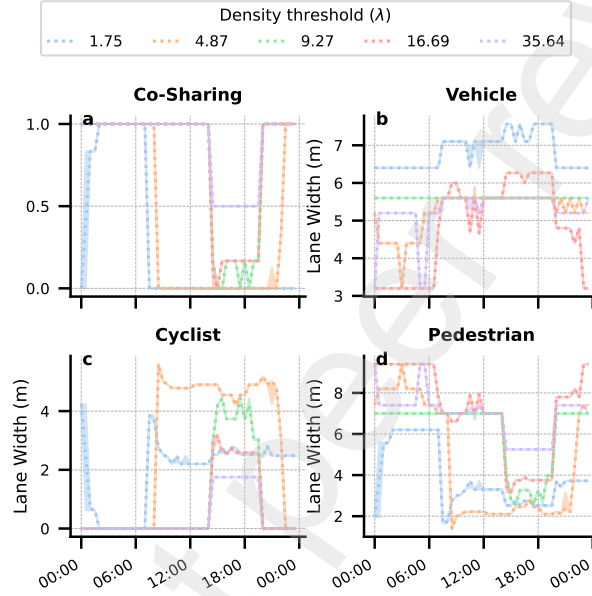 Density threshold (λ)
1.75 4.87 9.27 16.69 35.64
Co-Sharing
a
1.0
0.5
0.0
Vehicle
b
Lane Width (m)
7
6
5
4
3
Cyclist
c
Lane Width (m)
4
2
0
00:00 06:00 12:00 18:00 00:00
Pedestrian
d
Lane Width (m)
8
6
4
2
00:00 06:00 12:00 18:00 00:00
t peer re